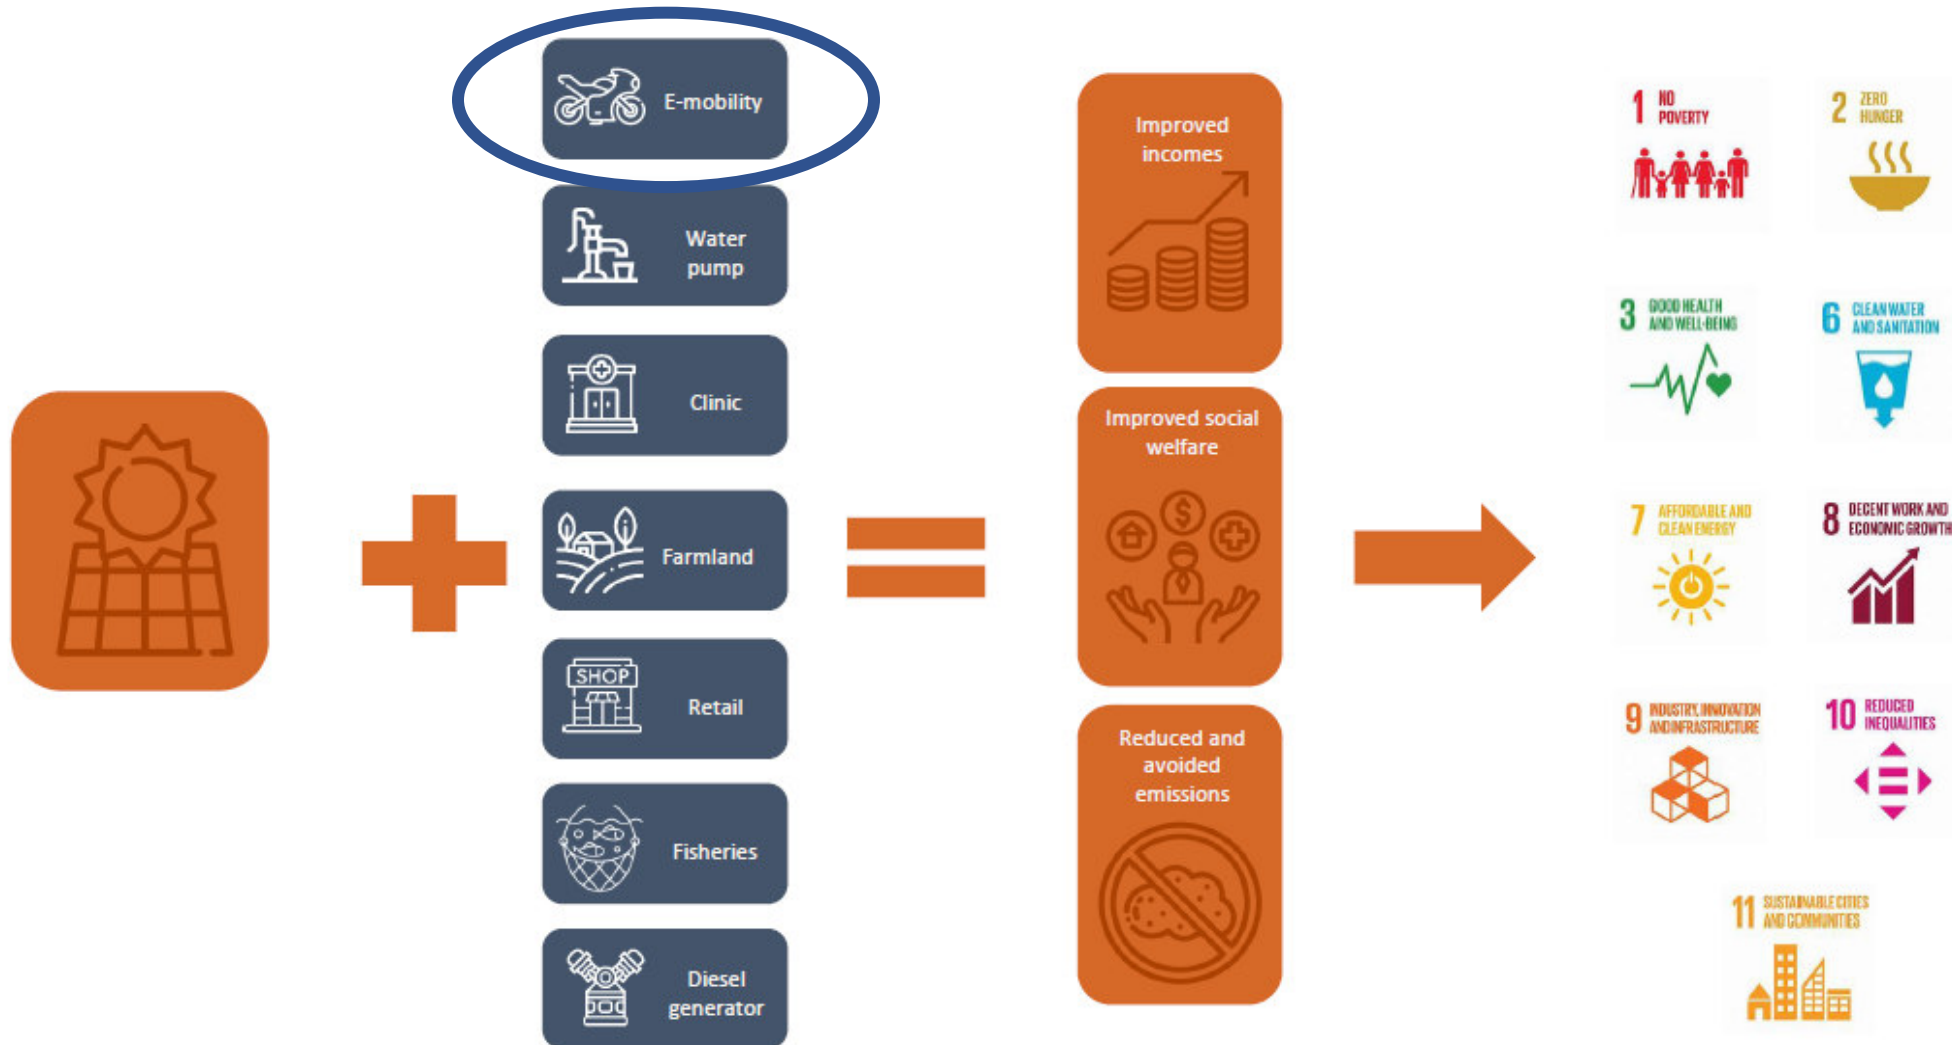 E-mobility
Water
pump
Clinic
Farmland
SHOP
Retail
Fisheries
Diesel
generator
Improved
incomes
Improved social
welfare
$
Reduced and
avoided
emissions
1 NO
POVERTY
2 ZERO
HUNGER
3 GOOD HEALTH
AND WELL-BEING
6 CLEAN WATER
AND SANITATION
7 AFFORDABLE AND
CLEAN ENERGY
8 DECENT WORK AND
ECONOMIC GROWTH
9 INDUSTRY, INNOVATION
AND INFRASTRUCTURE
10 REDUCED
INEQUALITIES
11 SUSTAINABLE CITIES
AND COMMUNITIES